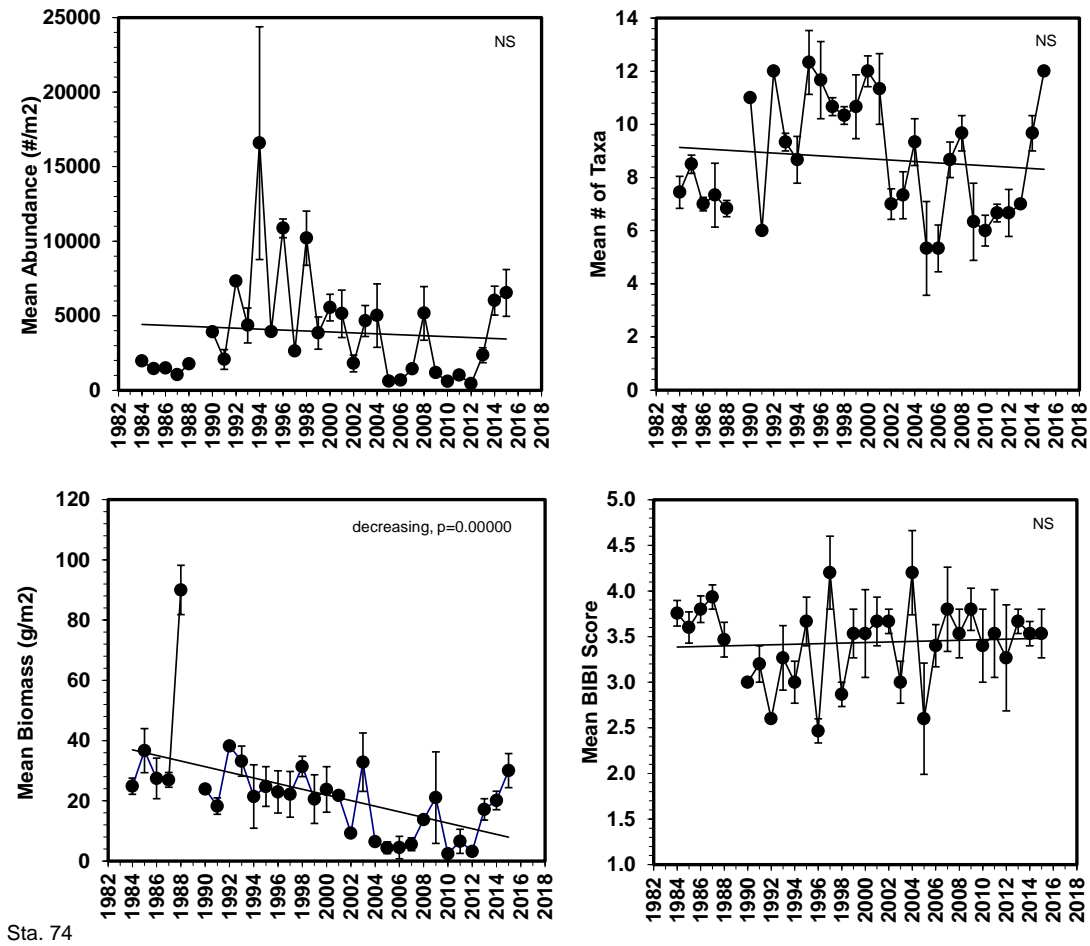 25000
20000
15000
10000
5000
0
Mean Abundance (#/m2)
NS
1982 1984 1986 1988 1990 1992 1994 1996 1998 2000 2002 2004 2006 2008 2010 2012 2014 2016 2018
14
12
10
8
6
4
2
0
Mean # of Taxa
NS
1982 1984 1986 1988 1990 1992 1994 1996 1998 2000 2002 2004 2006 2008 2010 2012 2014 2016 2018
120
100
80
60
40
20
0
Mean Biomass (g/m2)
decreasing, p=0.00000
1982 1984 1986 1988 1990 1992 1994 1996 1998 2000 2002 2004 2006 2008 2010 2012 2014 2016 2018
5.0
4.5
4.0
3.5
3.0
2.5
2.0
1.0
Mean BIBI Score
NS
1982 1984 1986 1988 1990 1992 1994 1996 1998 2000 2002 2004 2006 2008 2010 2012 2014 2016 2018
Sta. 74